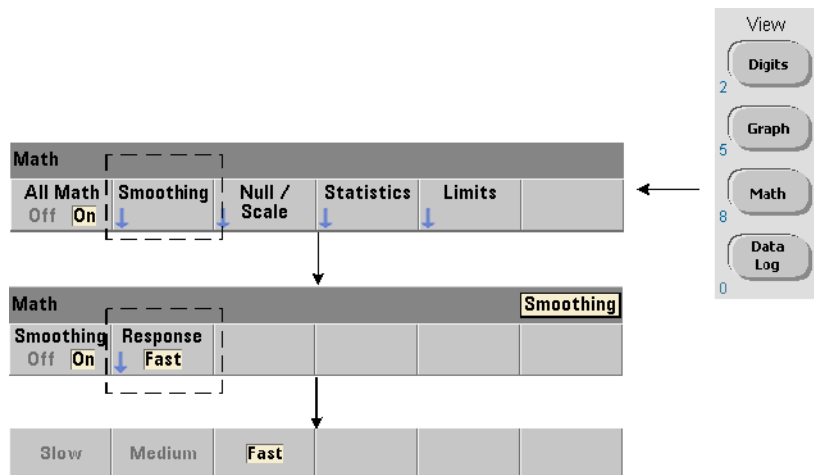 View
Digits
2
Graph
5
Math
8
Data
Log
0
Math
All Math
Off On
Smoothing
Null /
Scale
Statistics
Limits
Math
Smoothing
Smoothing
Off On
Response
Fast
Slow
Medium
Fast